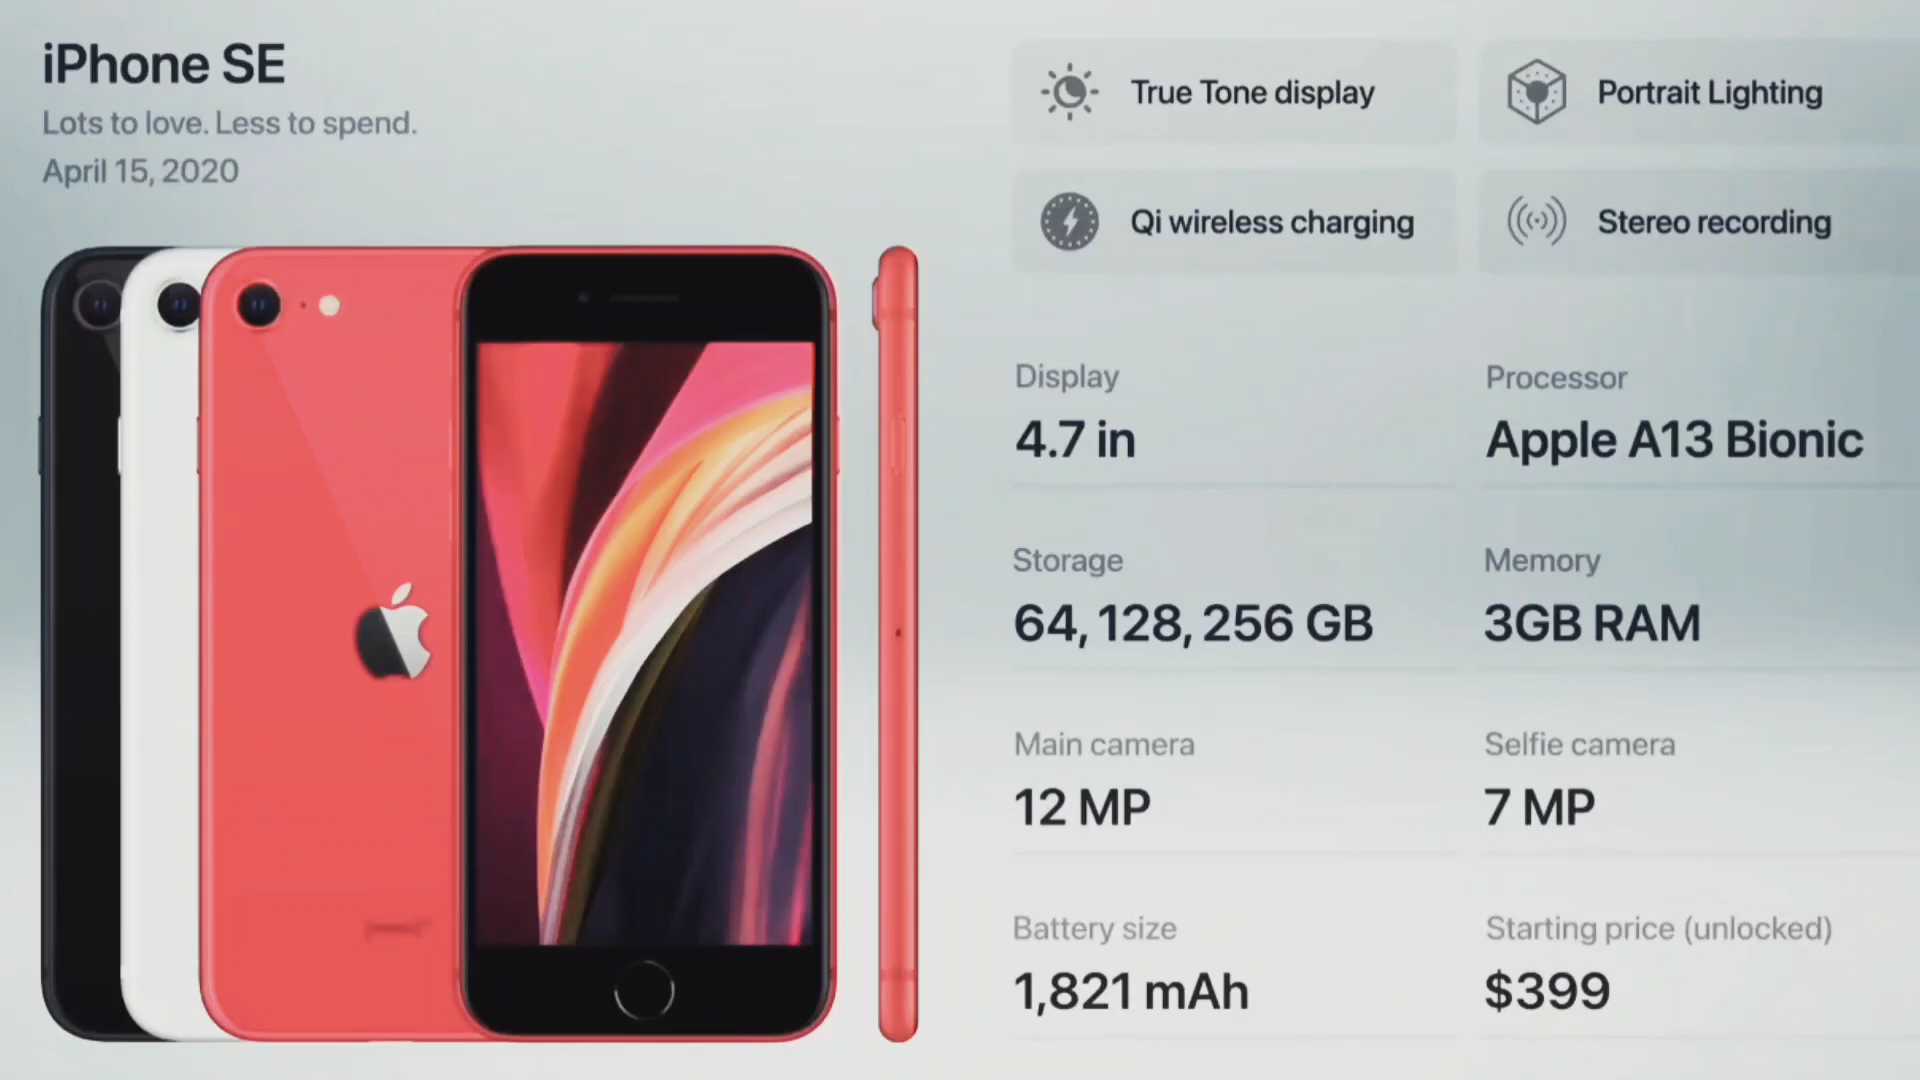 iPhone SE
Lots to love. Less to spend.
April 15, 2020
True Tone display
Portrait Lighting
Qi wireless charging
Stereo recording
Display
4.7 in
Processor
Apple A13 Bionic
Storage
64, 128, 256 GB
Memory
3GB RAM
Main camera
12 MP
Selfie camera
7 MP
Battery size
1,821 mAh
Starting price (unlocked)
$399